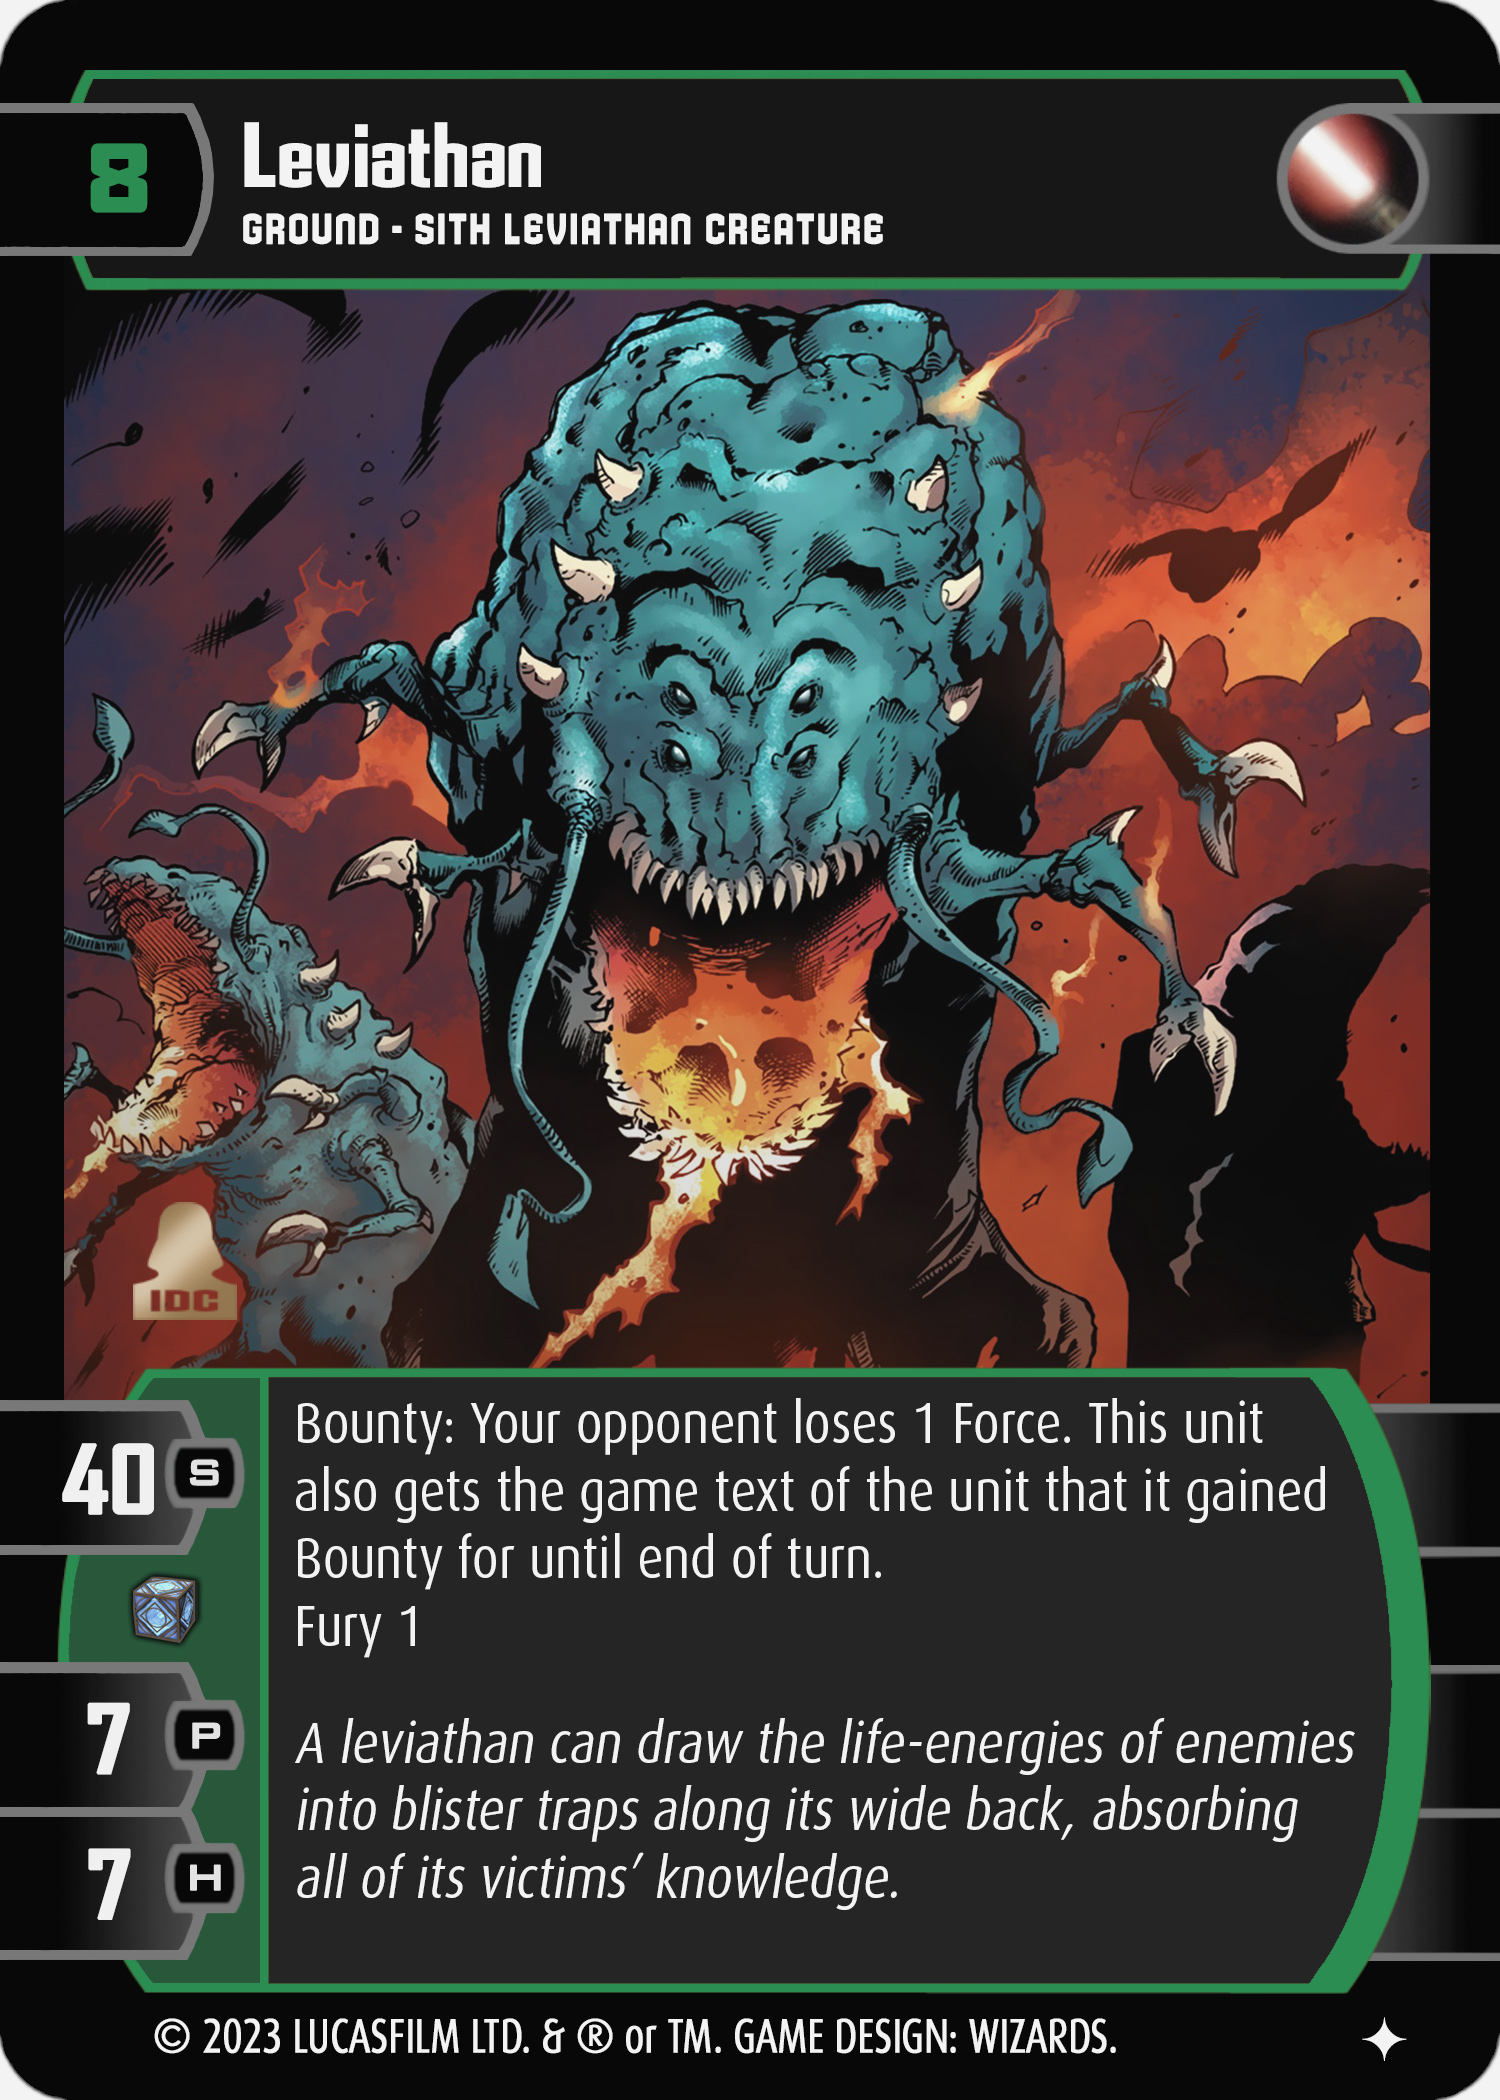 8
Leviathan
GROUND - SITH LEVIATHAN CREATURE
IDC
40 S
Bounty: Your opponent loses 1 Force. This unit
also gets the game text of the unit that it gained
Bounty for until end of turn.
Fury 1
7 P
7 H
A leviathan can draw the life-energies of enemies
into blister traps along its wide back, absorbing
all of its victims’ knowledge.
© 2023 LUCASFILM LTD. & ® or TM. GAME DESIGN: WIZARDS.